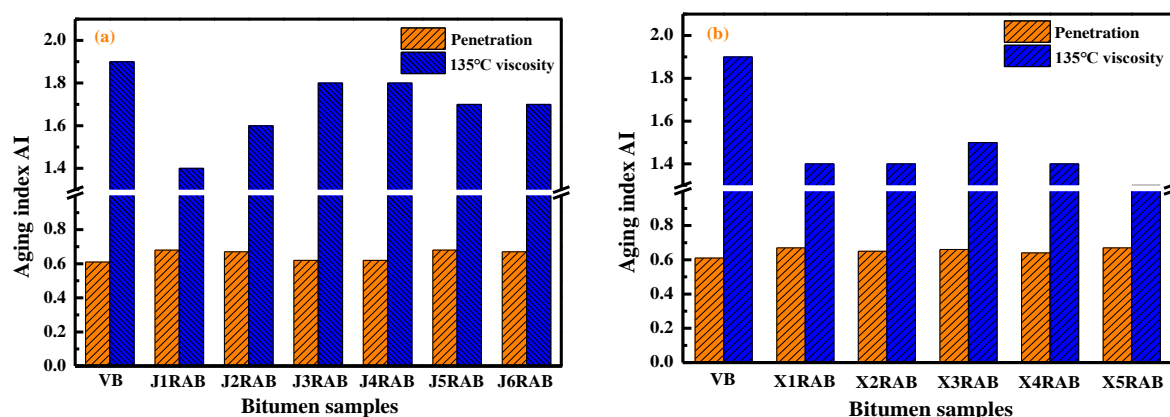 (a)
Penetration
135℃ viscosity
Aging index AI
2.0
1.8
1.6
1.4
0.8
0.6
0.4
0.2
0.0
VB J1RAB J2RAB J3RAB J4RAB J5RAB J6RAB
Bitumen samples
(b)
Penetration
135℃ viscosity
Aging index AI
2.0
1.8
1.6
1.4
0.8
0.6
0.4
0.2
0.0
VB X1RAB X2RAB X3RAB X4RAB X5RAB
Bitumen samples